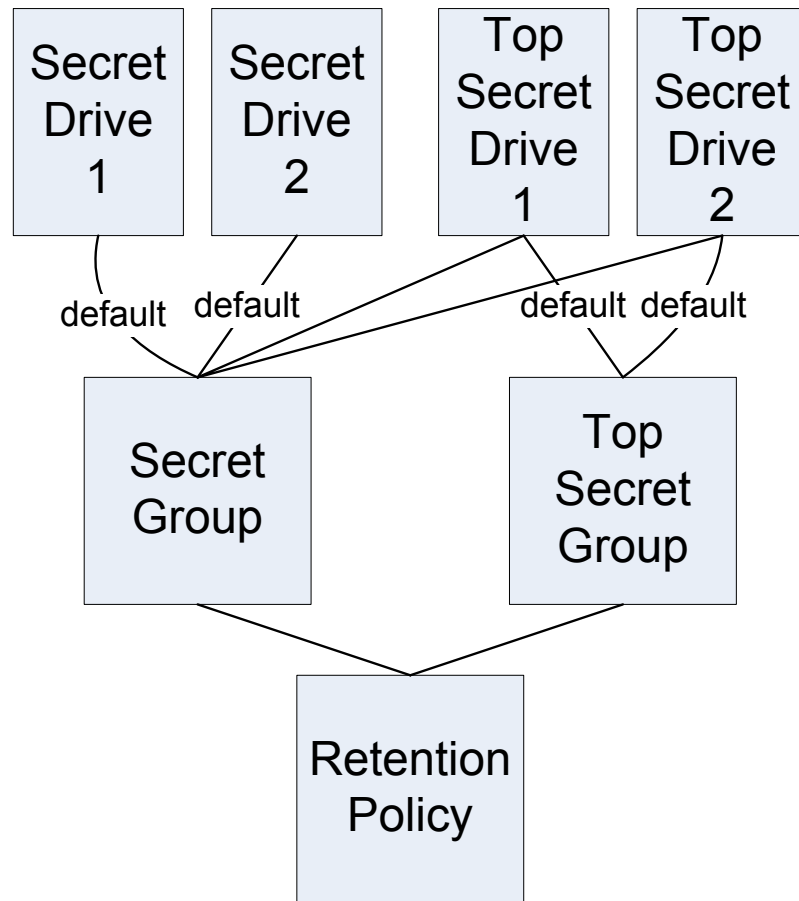 Secret
Drive
1
Secret
Drive
2
Top
Secret
Drive
1
Top
Secret
Drive
2
default
default
default
default
Secret
Group
Top
Secret
Group
Retention
Policy